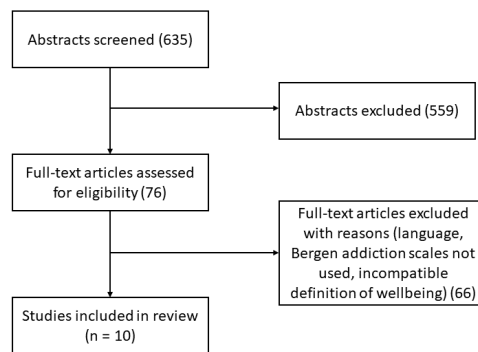 Abstracts screened (635)
Abstracts excluded (559)
Full-text articles assessed
for eligibility (76)
Full-text articles excluded
with reasons (language,
Bergen addiction scales not
used, incompatible
definition of wellbeing) (66)
Studies included in review
(n = 10)